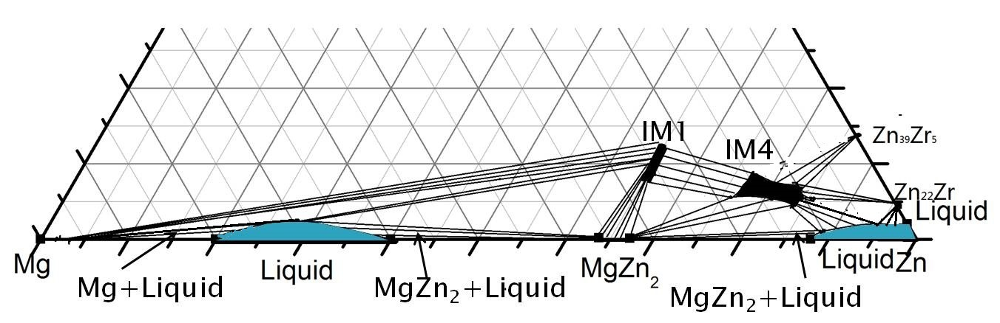 IM1
Zn₃₉Zr₅
IM4
Zn₂₂Zr
Liquid
Mg
Liquid
MgZn₂
Liquid
Zn
Mg+Liquid
MgZn₂+Liquid
MgZn₂+Liquid